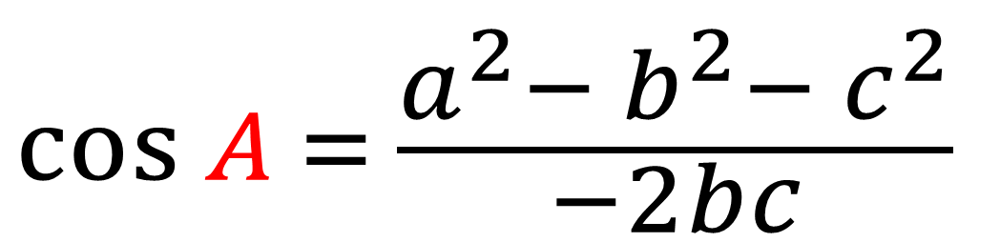 cos A = a² − b² − c² / −2bc